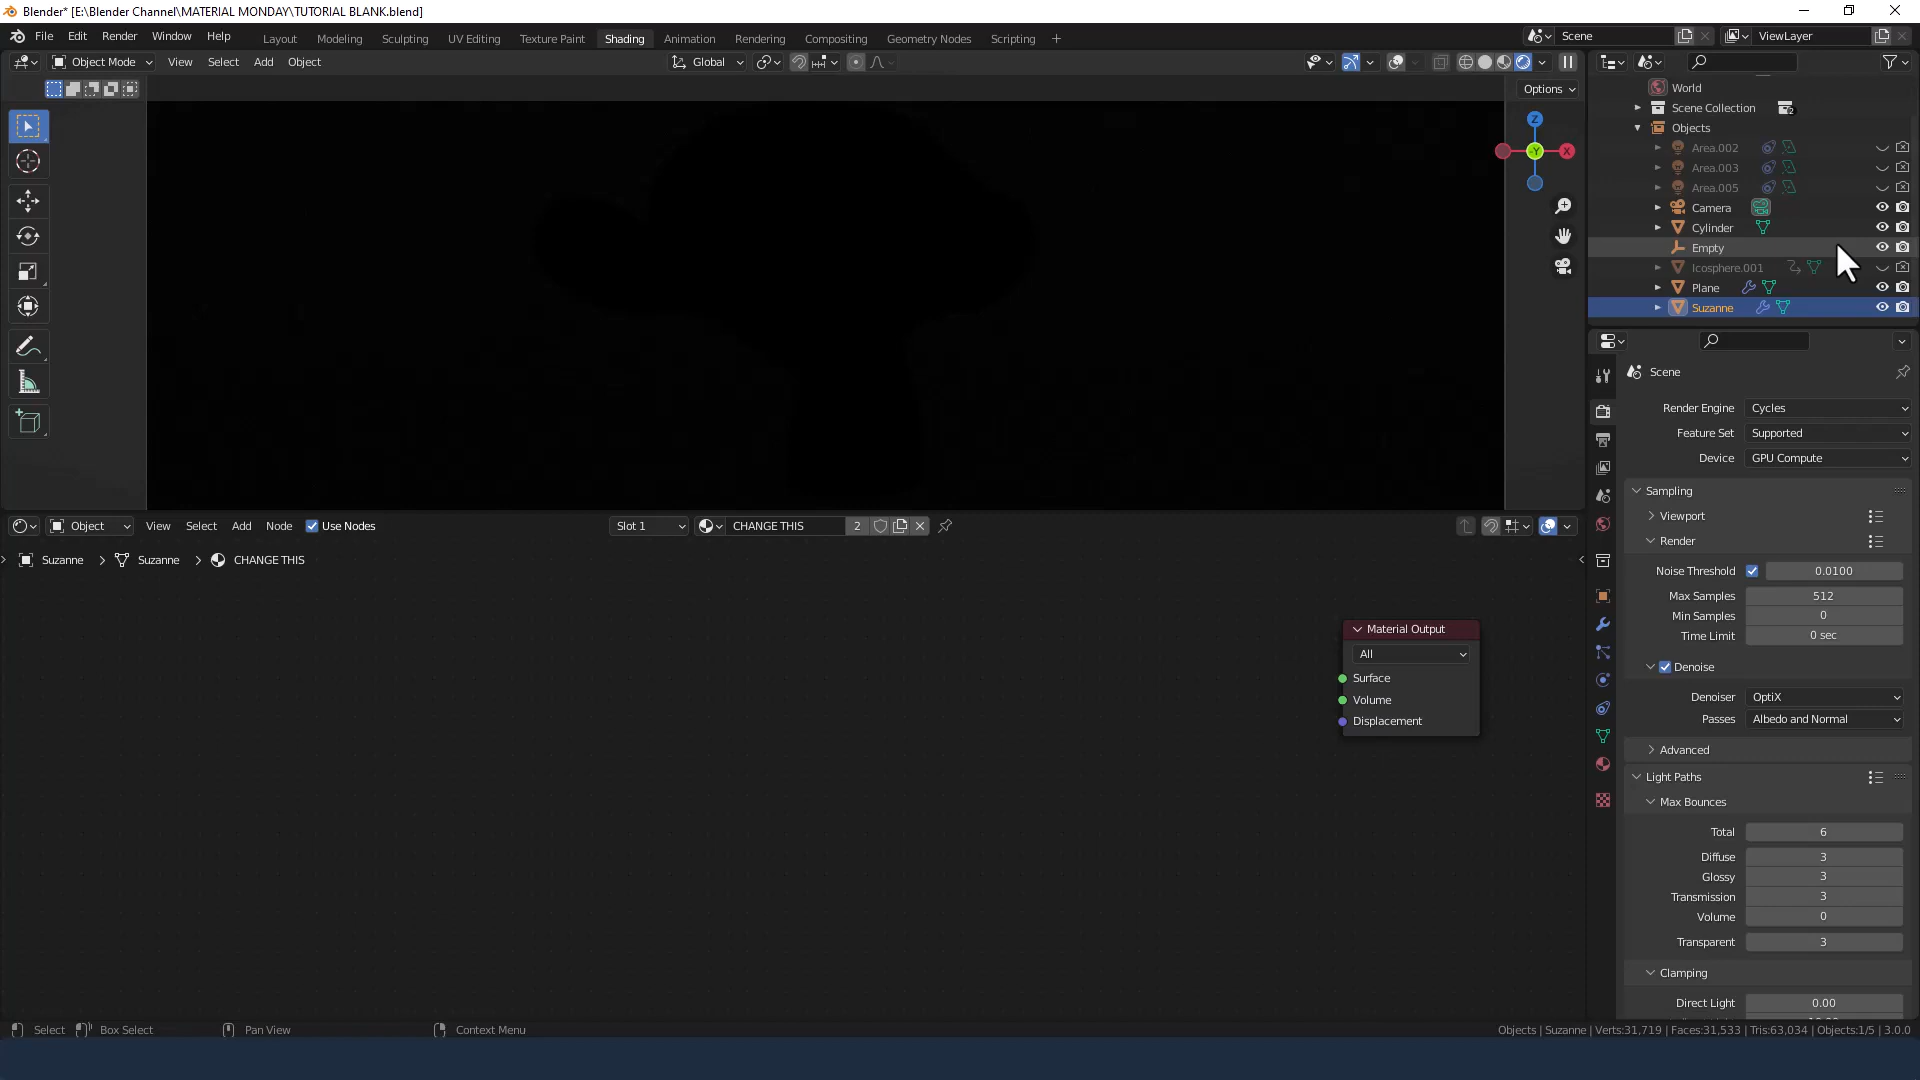 Blender* [E:\Blender Channel\MATERIAL MONDAY\TUTORIAL BLANK.blend]
File Edit Render Window Help Layout Modeling Sculpting UV Editing Texture Paint Shading Animation Rendering Compositing Geometry Nodes Scripting + Scene ViewLayer
Object Mode View Select Add Object Global
Options
Z
-Y
X
World
Scene Collection 2
Objects
Area.002
Area.003
Area.005
Camera
Cylinder
Empty
Icosphere.001
Plane
Suzanne
Scene
Render Engine Cycles
Feature Set Supported
Device GPU Compute
Sampling
Viewport
Render
Noise Threshold 0.0100
Max Samples 512
Min Samples 0
Time Limit 0 sec
Denoise
Denoiser OptiX
Passes Albedo and Normal
Advanced
Light Paths
Max Bounces
Total 6
Diffuse 3
Glossy 3
Transmission 3
Volume 0
Transparent 3
Clamping
Direct Light 0.00
Object View Select Add Node Use Nodes Slot 1 CHANGE THIS 2
Suzanne > Suzanne > CHANGE THIS
Material Output
All
Surface
Volume
Displacement
Select Box Select Pan View Context Menu Objects | Suzanne | Verts:31,719 | Faces:31,533 | Tris:63,034 | Objects:1/5 | 3.0.0